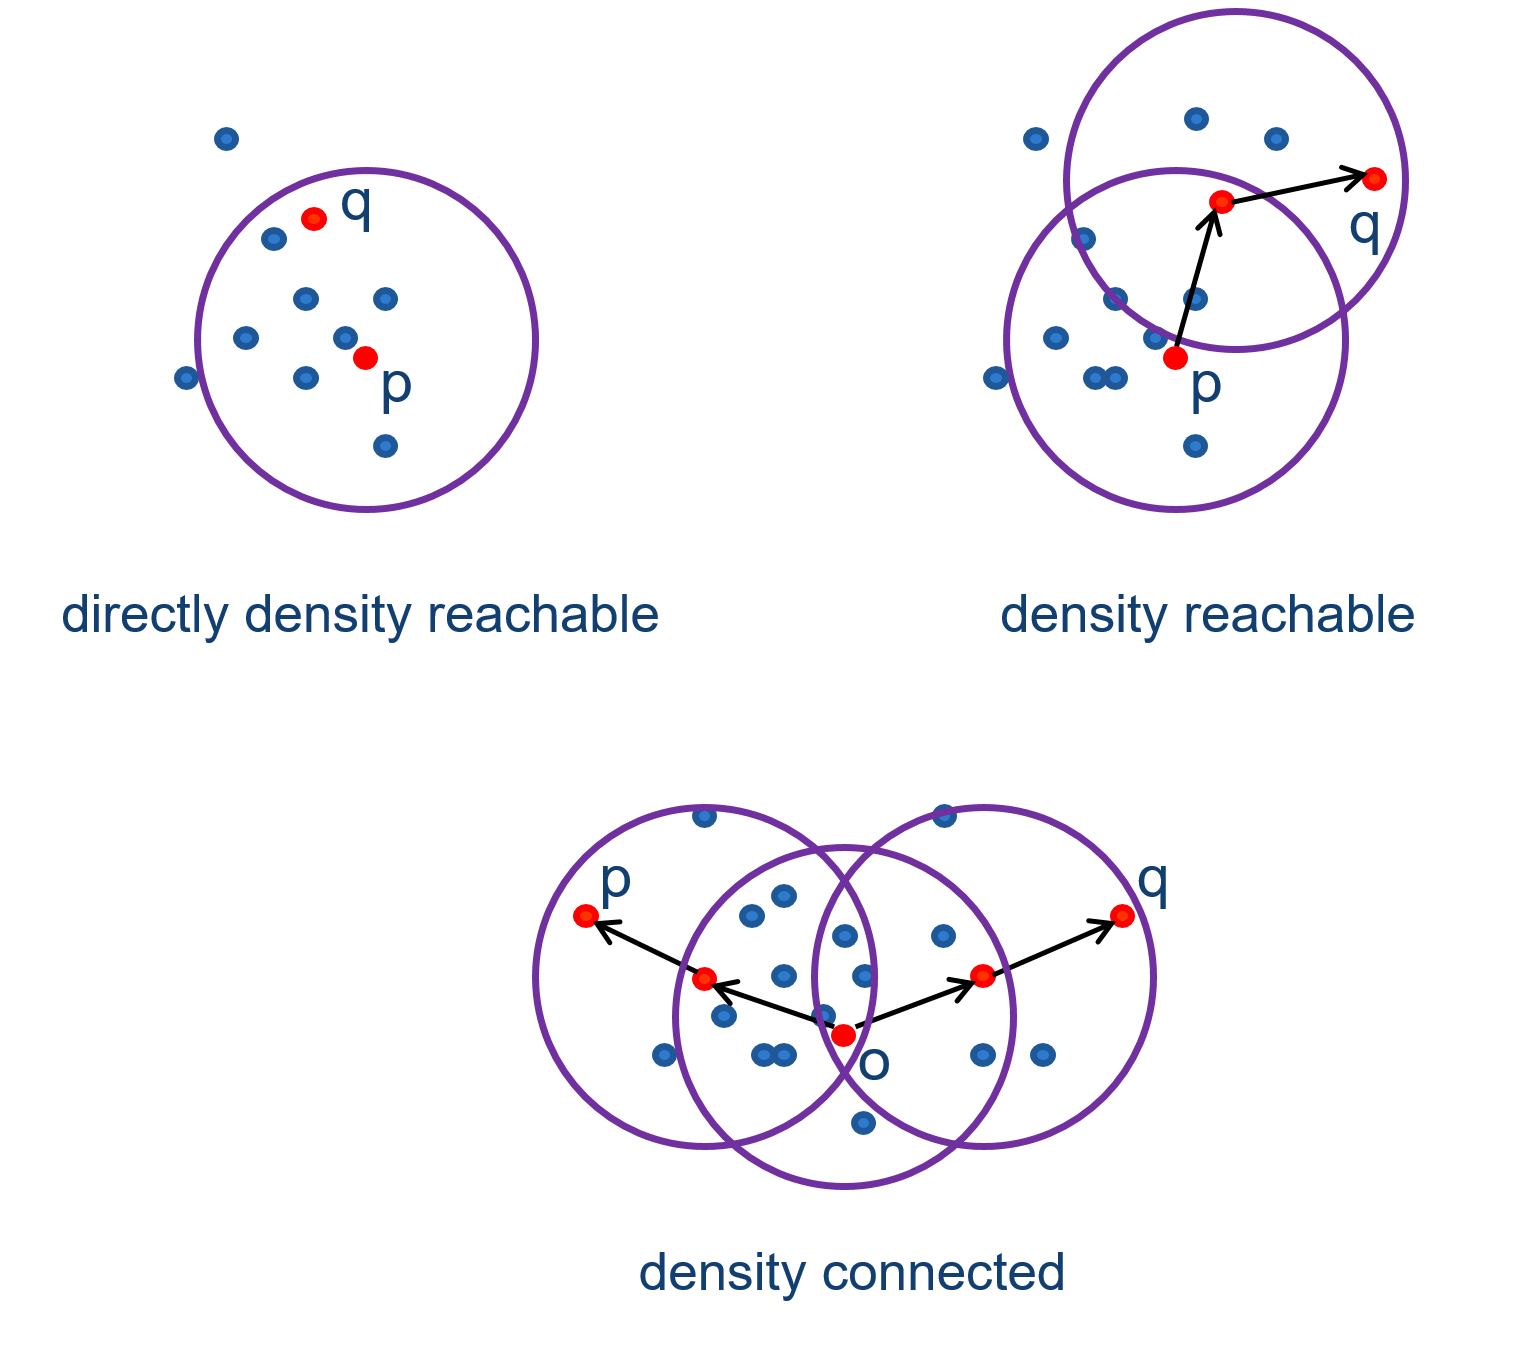 q
p
directly density reachable
q
p
density reachable
p
q
o
density connected